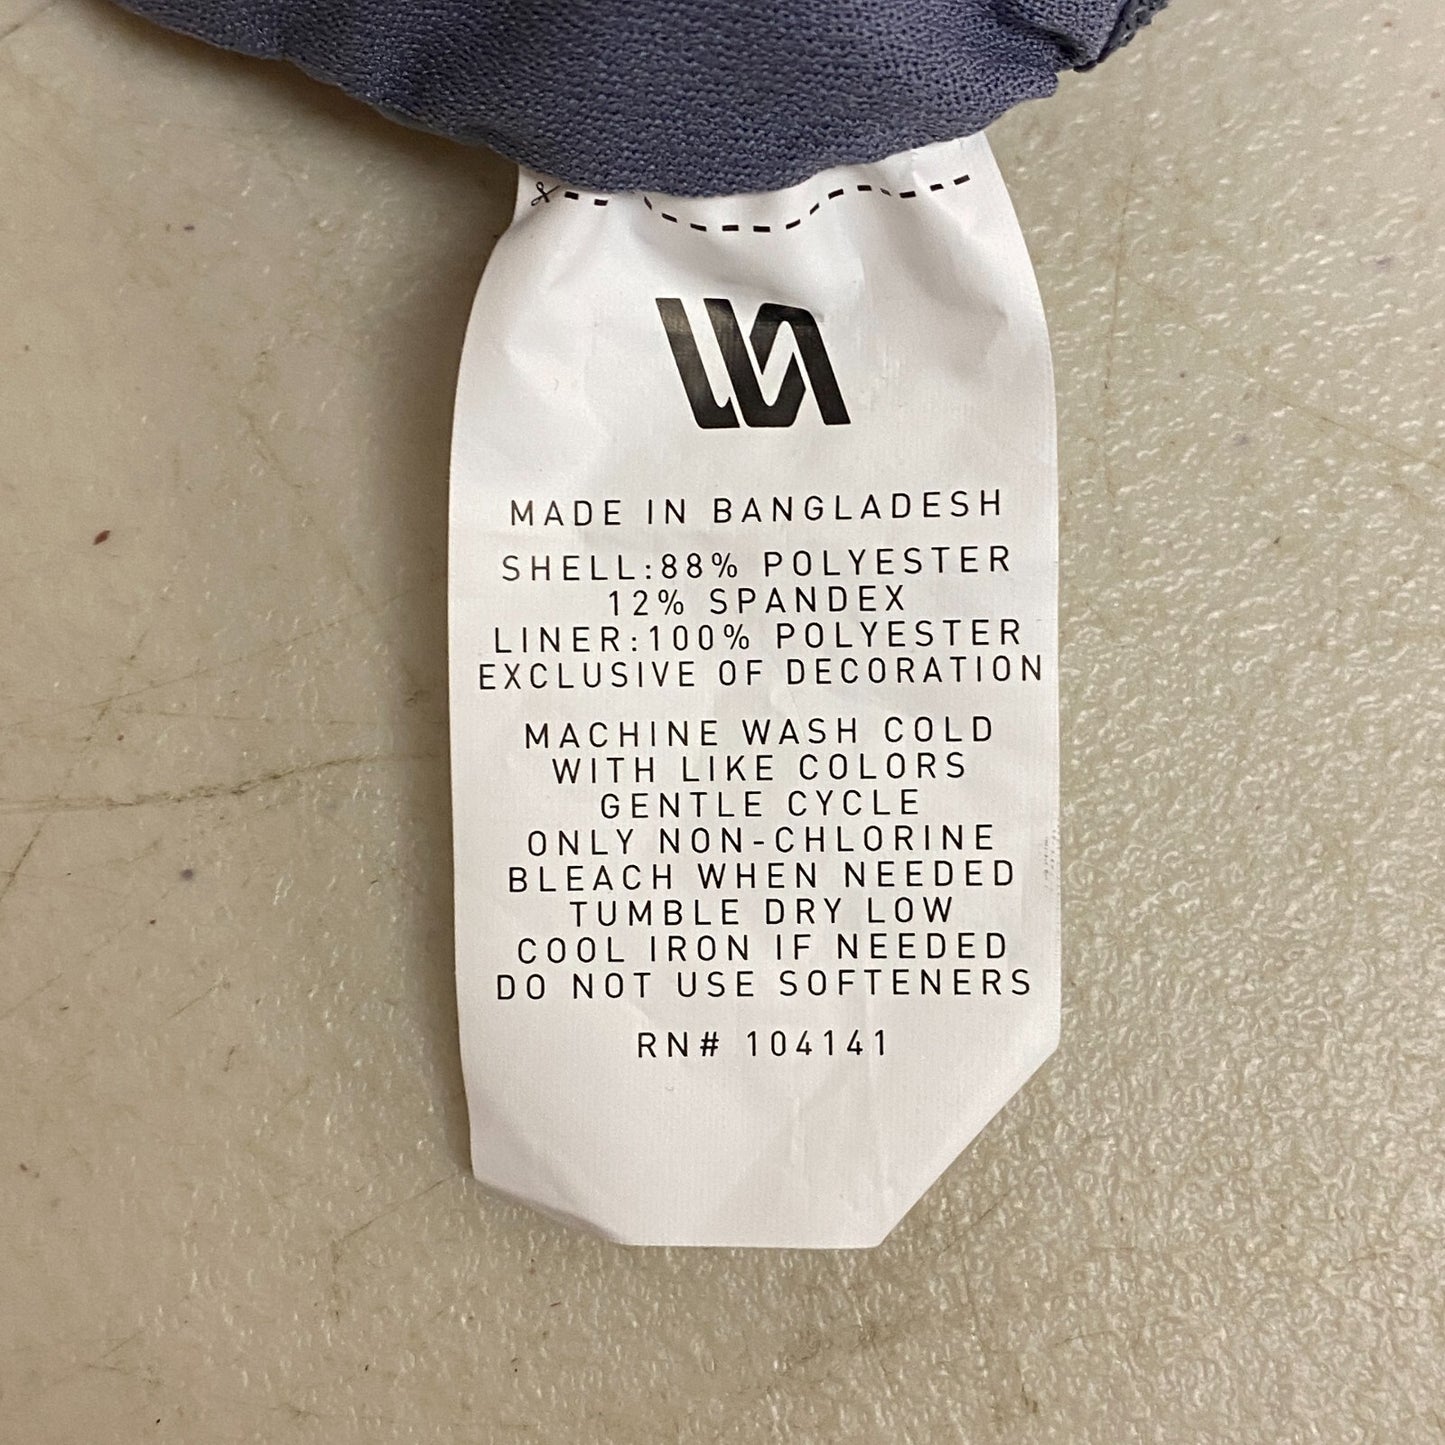 MADE IN BANGLADESH
SHELL:88% POLYESTER
12% SPANDEX
LINER:100% POLYESTER
EXCLUSIVE OF DECORATION
MACHINE WASH COLD
WITH LIKE COLORS
GENTLE CYCLE
ONLY NON-CHLORINE
BLEACH WHEN NEEDED
TUMBLE DRY LOW
COOL IRON IF NEEDED
DO NOT USE SOFTENERS
RN# 104141